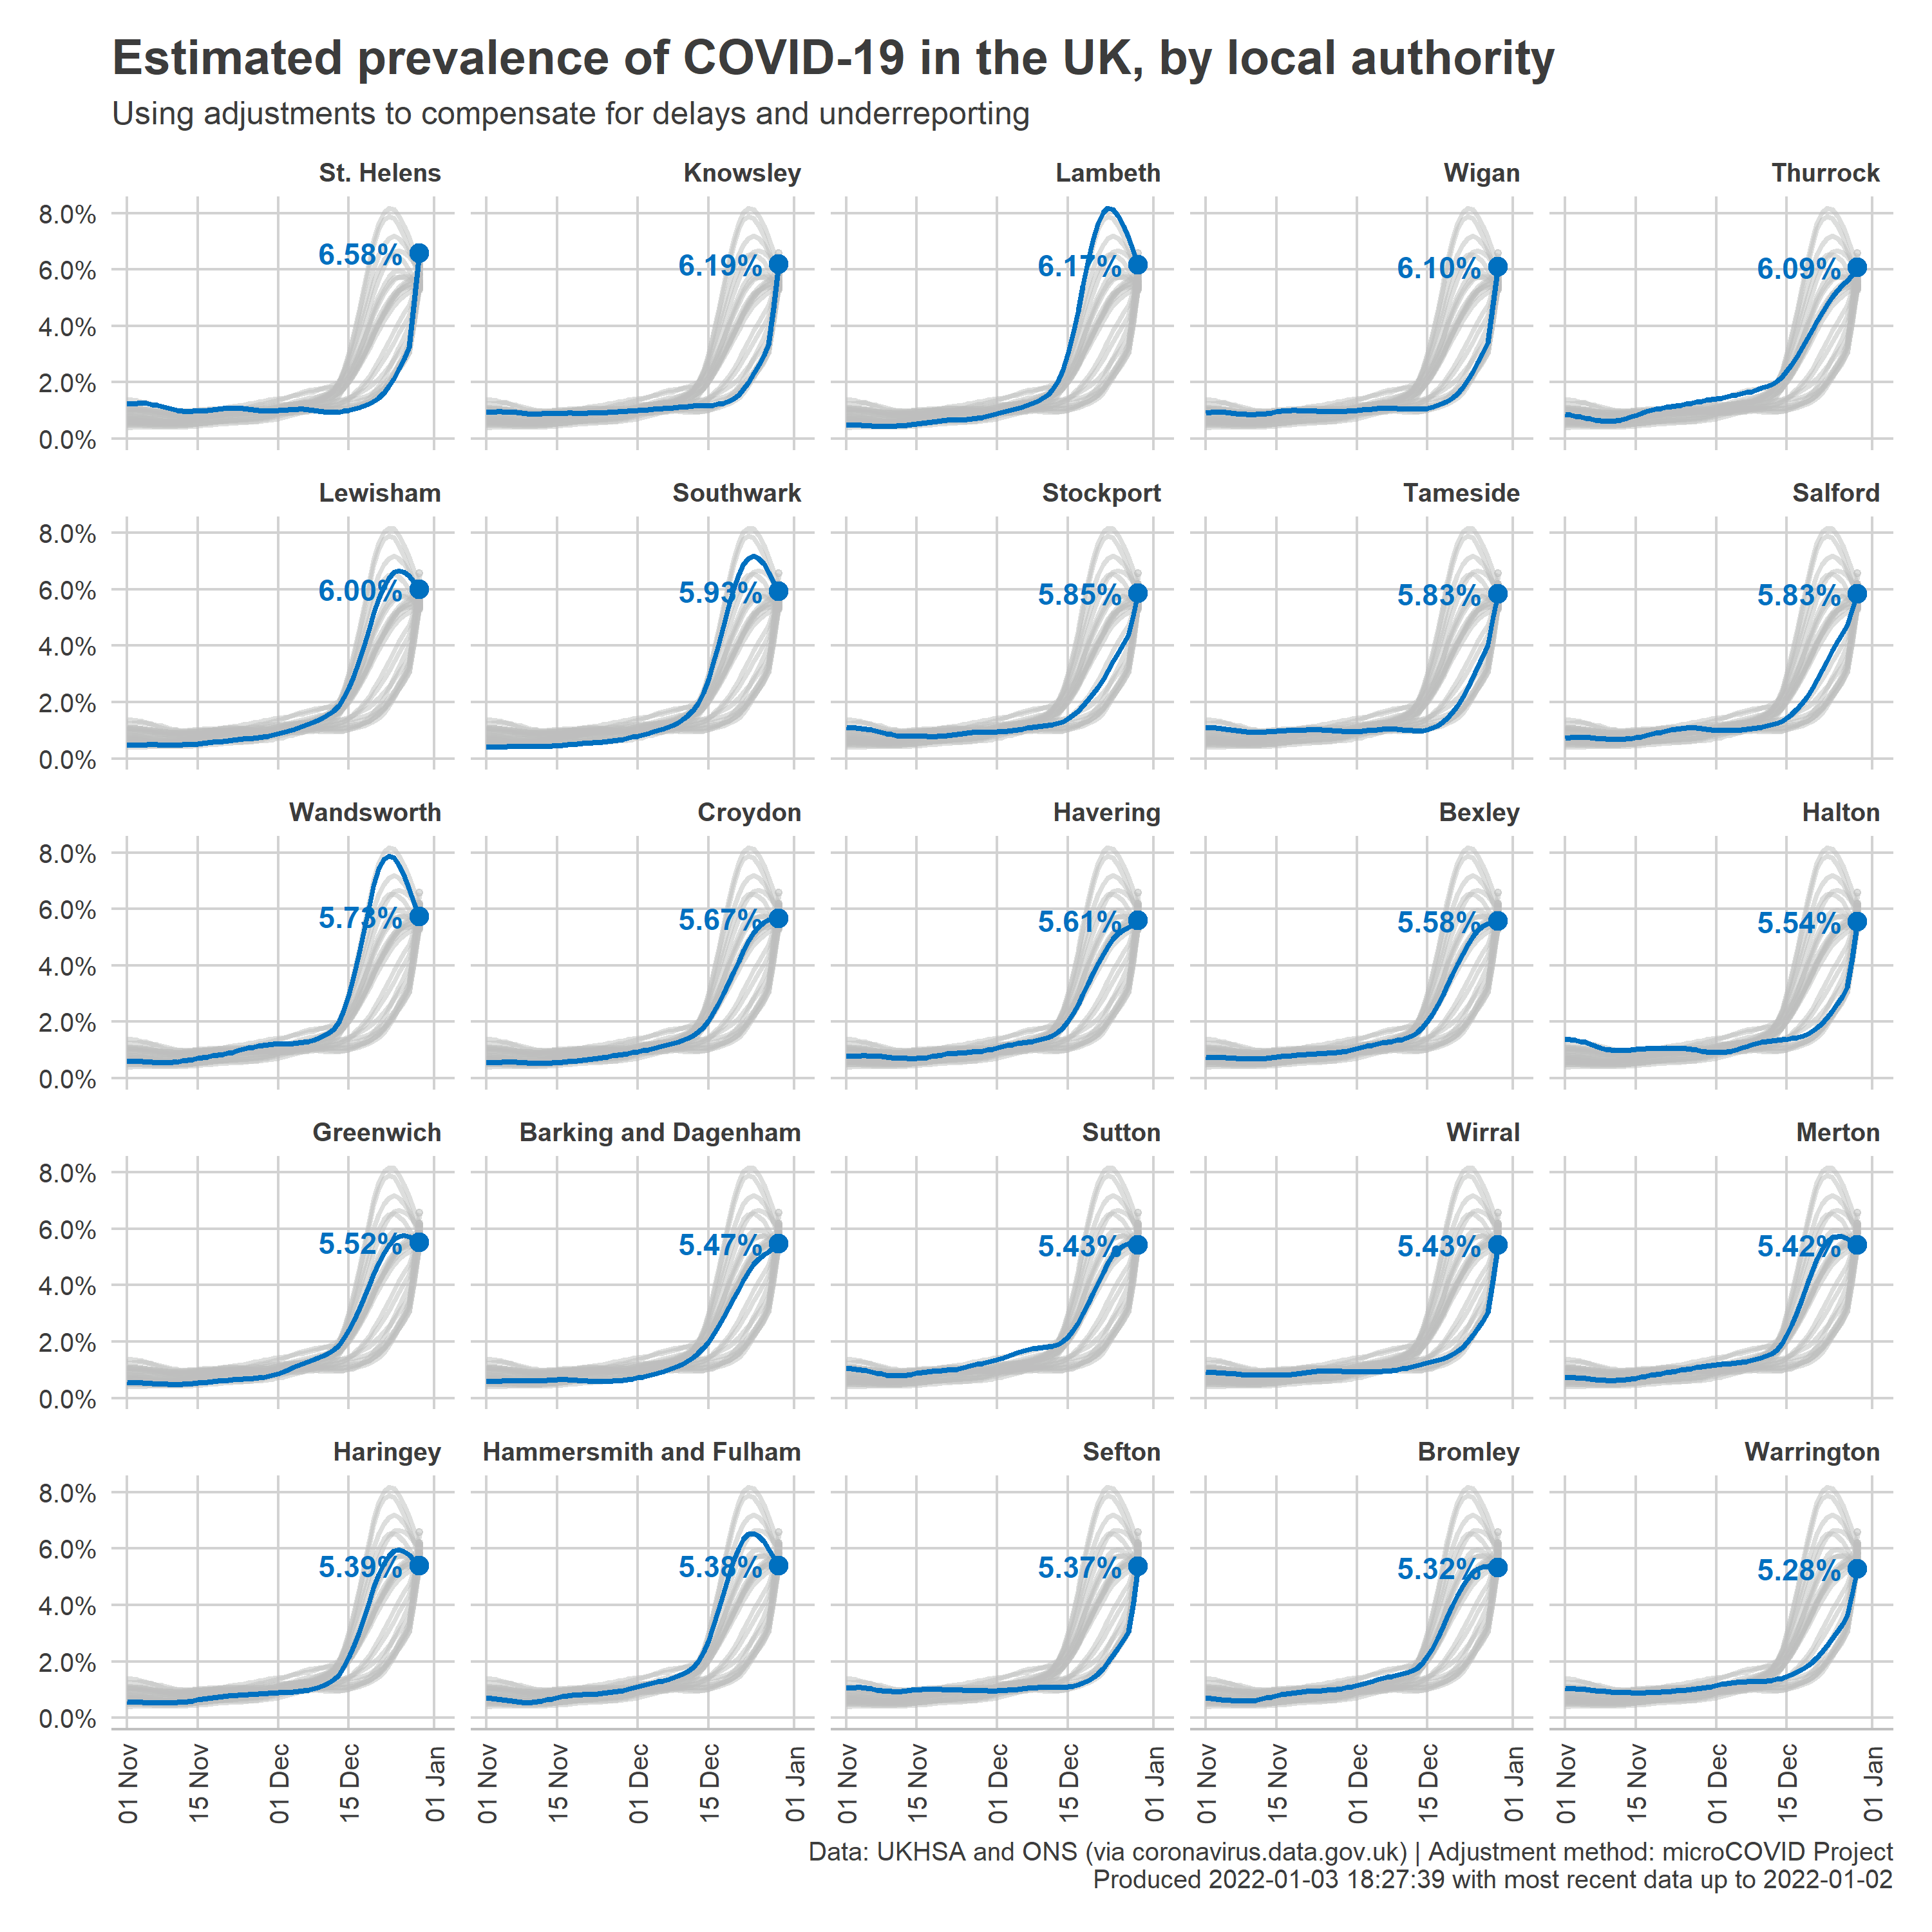 Estimated prevalence of COVID-19 in the UK, by local authority
Using adjustments to compensate for delays and underreporting
St. Helens
Knowsley
Lambeth
Wigan
Thurrock
8.0%
6.0%
4.0%
2.0%
0.0%
6.58%
6.19%
6.17%
6.10%
6.09%
Lewisham
Southwark
Stockport
Tameside
Salford
8.0%
6.0%
4.0%
2.0%
0.0%
6.00%
5.93%
5.85%
5.83%
5.83%
Wandsworth
Croydon
Havering
Bexley
Halton
8.0%
6.0%
4.0%
2.0%
0.0%
5.73%
5.67%
5.61%
5.58%
5.54%
Greenwich
Barking and Dagenham
Sutton
Wirral
Merton
8.0%
6.0%
4.0%
2.0%
0.0%
5.52%
5.47%
5.43%
5.43%
5.42%
Haringey
Hammersmith and Fulham
Sefton
Bromley
Warrington
8.0%
6.0%
4.0%
2.0%
0.0%
5.39%
5.38%
5.37%
5.32%
5.28%
01 Nov
15 Nov
01 Dec
15 Dec
01 Jan
01 Nov
15 Nov
01 Dec
15 Dec
01 Jan
01 Nov
15 Nov
01 Dec
15 Dec
01 Jan
01 Nov
15 Nov
01 Dec
15 Dec
01 Jan
01 Nov
15 Nov
01 Dec
15 Dec
01 Jan
Data: UKHSA and ONS (via coronavirus.data.gov.uk) | Adjustment method: microCOVID Project
Produced 2022-01-03 18:27:39 with most recent data up to 2022-01-02